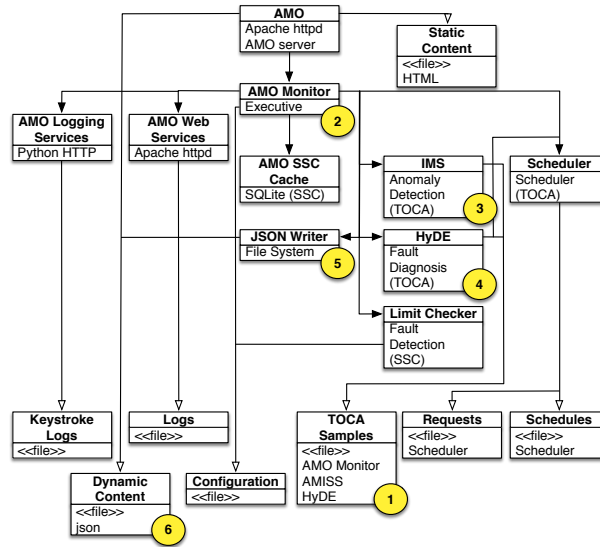 AMO
Apache httpd
AMO server
Static
Content
<<file>>
HTML
AMO Monitor
Executive
2
AMO Logging
Services
Python HTTP
AMO Web
Services
Apache httpd
AMO SSC
Cache
SQLite (SSC)
IMS
Anomaly
Detection
(TOCA)
3
Scheduler
Scheduler
(TOCA)
JSON Writer
File System
5
HyDE
Fault
Diagnosis
(TOCA)
4
Limit Checker
Fault
Detection
(SSC)
Keystroke
Logs
<<file>>
Logs
<<file>>
TOCA
Samples
<<file>>
AMO Monitor
AMISS
HyDE
1
Requests
<<file>>
Scheduler
Schedules
<<file>>
Scheduler
Dynamic
Content
<<file>>
json
6
Configuration
<<file>>